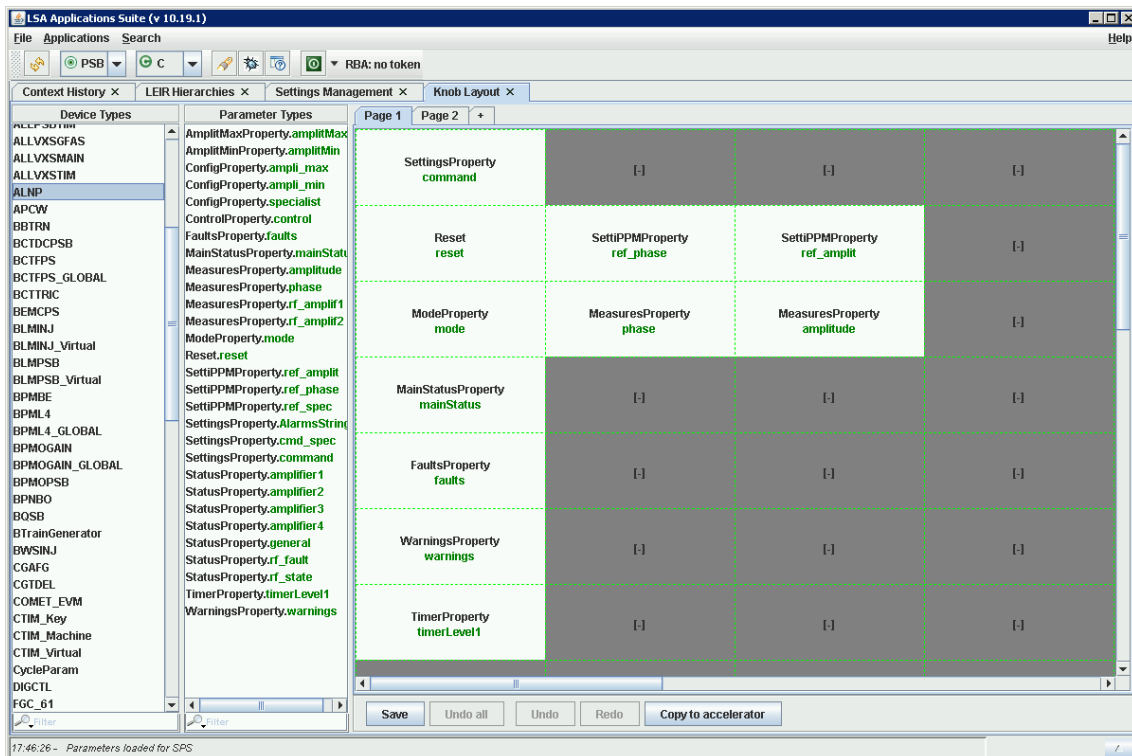 LSA Applications Suite (v 10.19.1)
File Applications Search Help
PSB C RBA: no token
Context History × LEIR Hierarchies × Settings Management × Knob Layout ×
Device Types
ALLVXSGFAS
ALLVXSMAIN
ALLVXSTIM
ALNP
APCW
BBTRN
BCTDCPSB
BCTFPS
BCTFPS_GLOBAL
BCTTRIC
BEMCPS
BLMINJ
BLMINJ_Virtual
BLMPSB
BLMPSB_Virtual
BPMBE
BPML4
BPML4_GLOBAL
BPMOGAIN
BPMOGAIN_GLOBAL
BPMOPSB
BPNBO
BQSB
BTrainGenerator
BWSINJ
CGAFG
CGTDEL
COMET_EVM
CTIM_Key
CTIM_Machine
CTIM_Virtual
CycleParam
DIGCTL
FGC_61
Filter
Parameter Types
AmplitMaxProperty.amplitMax
AmplitMinProperty.amplitMin
ConfigProperty.ampli_max
ConfigProperty.ampli_min
ConfigProperty.specialist
ControlProperty.control
FaultsProperty.faults
MainStatusProperty.mainStatu
MeasuresProperty.amplitude
MeasuresProperty.phase
MeasuresProperty.rf_amplif1
MeasuresProperty.rf_amplif2
ModeProperty.mode
Reset.reset
SettiPPMProperty.ref_amplit
SettiPPMProperty.ref_phase
SettiPPMProperty.ref_spec
SettingsProperty.AlarmsString
SettingsProperty.cmd_spec
SettingsProperty.command
StatusProperty.amplifier1
StatusProperty.amplifier2
StatusProperty.amplifier3
StatusProperty.amplifier4
StatusProperty.general
StatusProperty.rf_fault
StatusProperty.rf_state
TimerProperty.timerLevel1
WarningsProperty.warnings
Filter
Page 1 Page 2 +
SettingsProperty
command
[-] [-] [-]
Reset
reset
SettiPPMProperty
ref_phase
SettiPPMProperty
ref_amplit
[-]
ModeProperty
mode
MeasuresProperty
phase
MeasuresProperty
amplitude
[-]
MainStatusProperty
mainStatus
[-] [-] [-]
FaultsProperty
faults
[-] [-] [-]
WarningsProperty
warnings
[-] [-] [-]
TimerProperty
timerLevel1
[-] [-] [-]
Save Undo all Undo Redo Copy to accelerator
17:46:26 - Parameters loaded for SPS